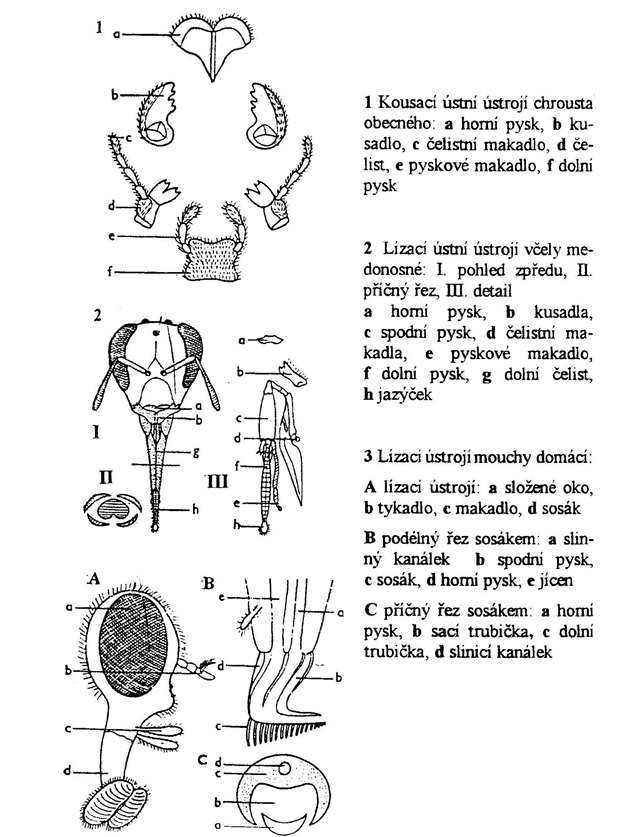 1
a
b
c
d
e
f
1 Kousací ústní ústrojí chrousta
obecného: a horní pysk, b ku-
sadlo, c čelistní makadlo, d če-
list, e pyskové makadlo, f dolní
pysk
2
a
b
g
h
I
II
III
a
b
c
d
f
e
h
2 Lízací ústní ústrojí včely me-
donosné: I. pohled zpředu, II.
příčný řez, III. detail
a horní pysk, b kusadla,
c spodní pysk, d čelistní ma-
kadla, e pyskové makadlo,
f dolní pysk, g dolní čelist,
h jazýček
A
a
b
c
d
B
e
a
d
b
c
C
d
c
b
a
3 Lízací ústrojí mouchy domácí:
A lízací ústrojí: a složené oko,
b tykadlo, c makadlo, d sosák
B podélný řez sosákem: a slin-
ný kanálek b spodní pysk,
c sosák, d horní pysk, e jícen
C příčný řez sosákem: a horní
pysk, b sací trubička, c dolní
trubička, d slinicí kanálek